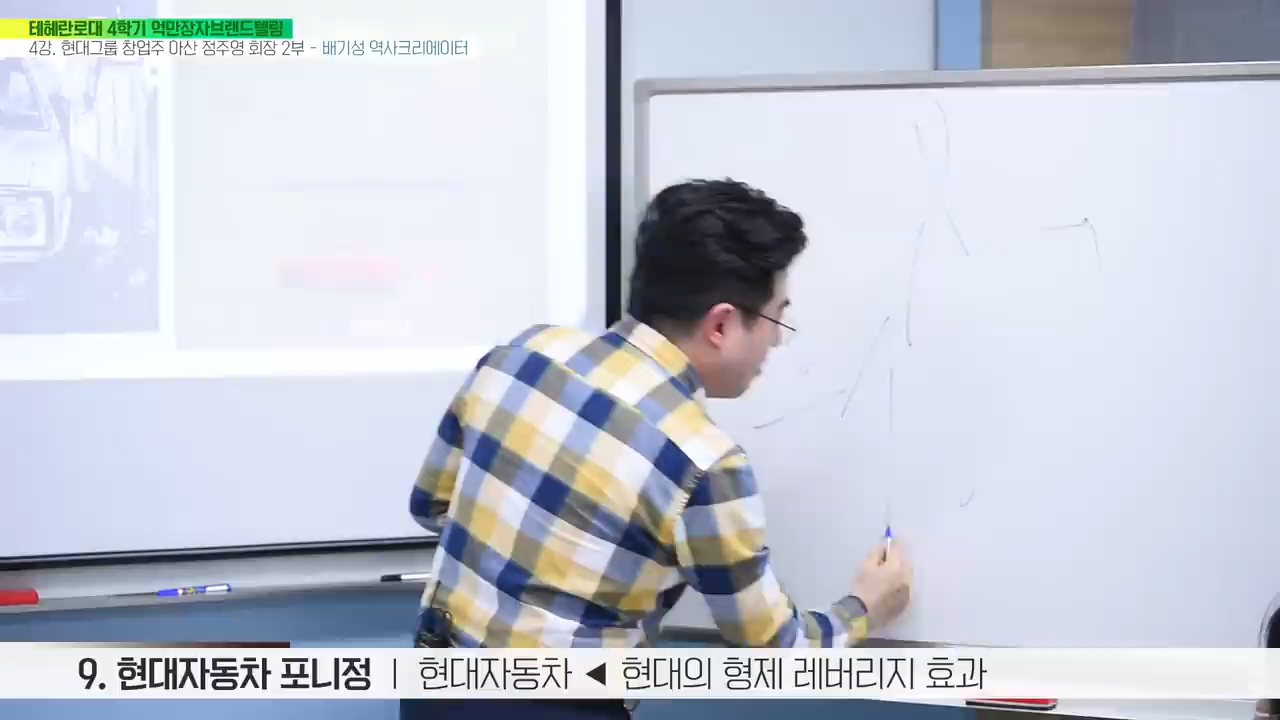 테헤란로대 4학기 억만장자브랜드텔링
4강. 현대그룹 창업주 아산 정주영 회장 2부 - 배기성 역사크리에이터
9. 현대자동차 포니정 | 현대자동차 ◀ 현대의 형제 레버리지 효과